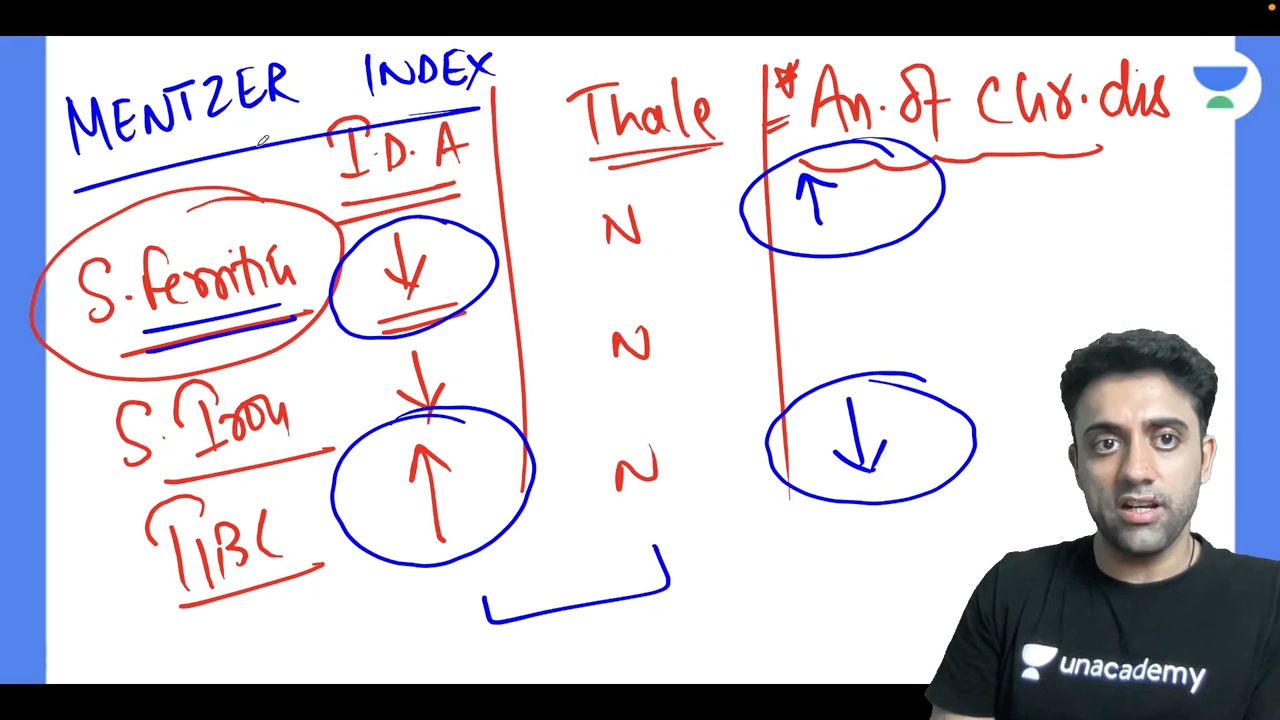 MENTZER INDEX
I.D.A Thale * An. of Chr. dis
S. Ferritin ↓ N ↑
S. Iron ↓ N
TIBC ↑ N ↓
unacademy